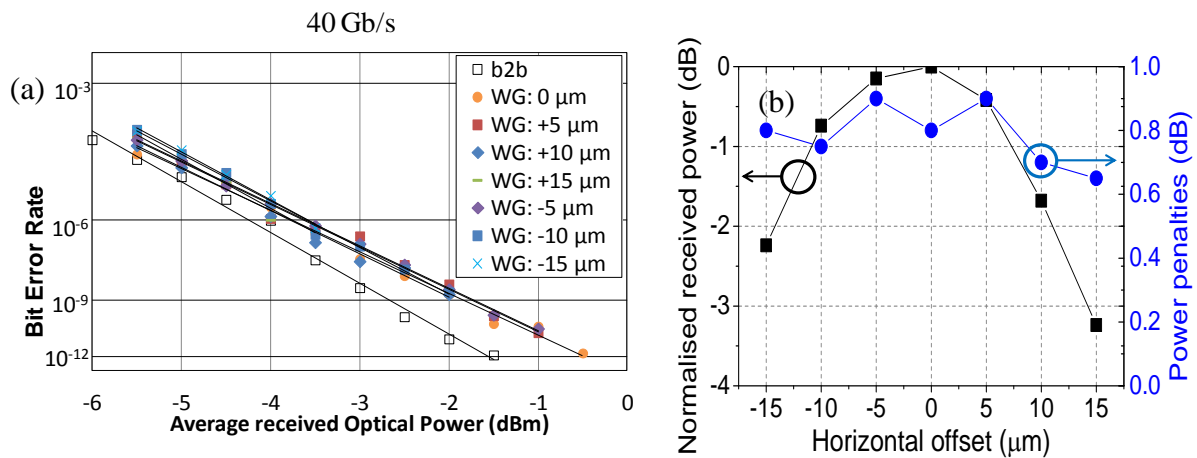 40 Gb/s
(a)
Bit Error Rate
10-3
10-6
10-9
10-12
-6
-5
-4
-3
-2
-1
0
Average received Optical Power (dBm)
b2b
WG: 0 µm
WG: +5 µm
WG: +10 µm
WG: +15 µm
WG: -5 µm
WG: -10 µm
WG: -15 µm
(b)
Normalised received power (dB)
0
-1
-2
-3
-4
-15
-10
-5
0
5
10
15
Horizontal offset (µm)
1.0
0.8
0.6
0.4
0.2
0.0
Power penalties (dB)